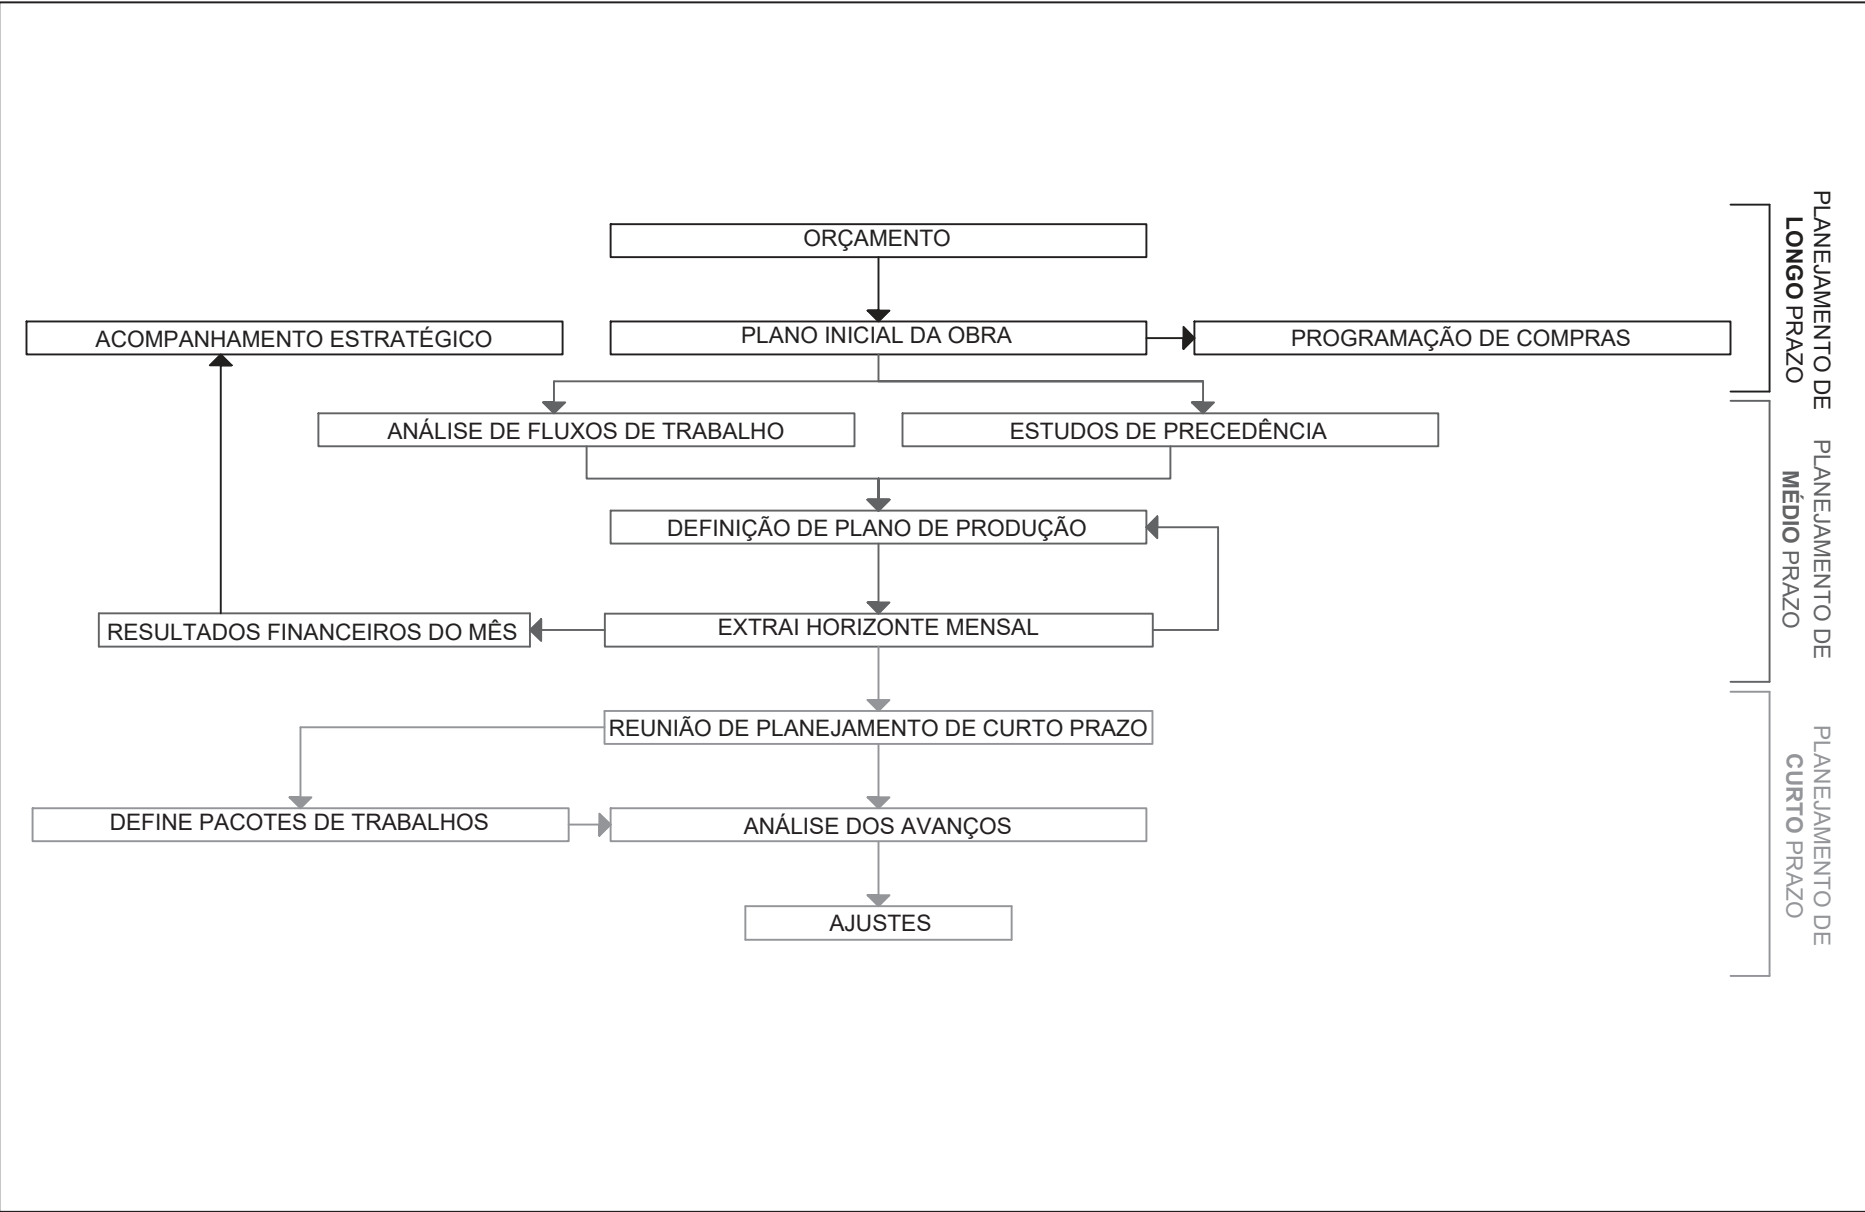 ORÇAMENTO
ACOMPANHAMENTO ESTRATÉGICO
PLANO INICIAL DA OBRA
PROGRAMAÇÃO DE COMPRAS
PLANEJAMENTO DE
LONGO PRAZO
ANÁLISE DE FLUXOS DE TRABALHO
ESTUDOS DE PRECEDÊNCIA
DEFINIÇÃO DE PLANO DE PRODUÇÃO
RESULTADOS FINANCEIROS DO MÊS
EXTRAI HORIZONTE MENSAL
PLANEJAMENTO DE
MÉDIO PRAZO
REUNIÃO DE PLANEJAMENTO DE CURTO PRAZO
DEFINE PACOTES DE TRABALHOS
ANÁLISE DOS AVANÇOS
AJUSTES
PLANEJAMENTO DE
CURTO PRAZO